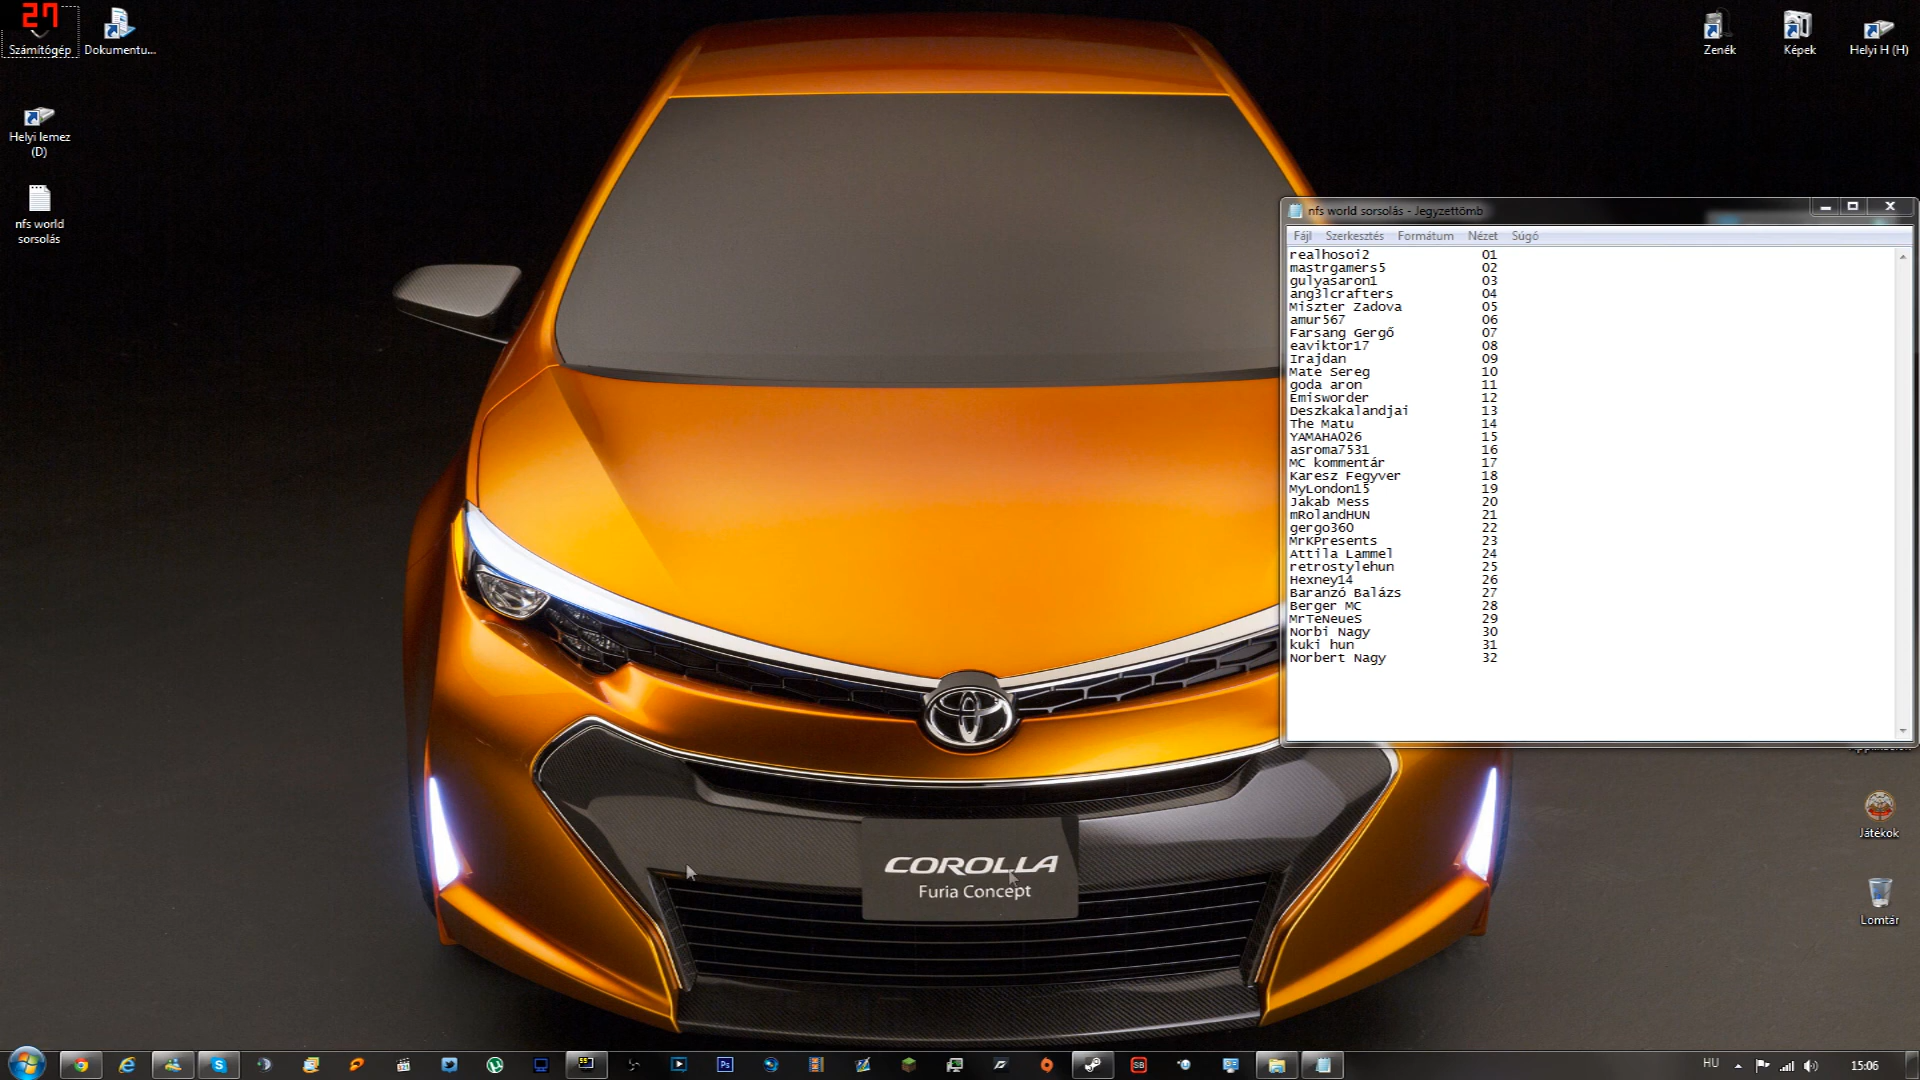 27
Számítógép
Dokumentu...
Zenék
Képek
Helyi H (H)
Helyi lemez
(D)
nfs world
sorsolás
nfs world sorsolás - Jegyzettömb
Fájl Szerkesztés Formátum Nézet Súgó
realhosoi2 01
mastrgamers5 02
gulyasaron1 03
ang3lcrafters 04
Miszter Zadova 05
amur567 06
Farsang Gergő 07
eaviktor17 08
Irajdan 09
Mate Sereg 10
goda aron 11
Emisworder 12
Deszkakalandjai 13
The Matu 14
YAMAHA026 15
asroma7531 16
MC kommentár 17
Karesz Fegyver 18
MyLondon15 19
Jakab Mess 20
mRolandHUN 21
gergo360 22
MrKPresents 23
Attila Lammel 24
retrostylehun 25
Hexney14 26
Baranzó Balázs 27
Berger MC 28
MrTeNeueS 29
Norbi Nagy 30
kuki hun 31
Norbert Nagy 32
Játékok
COROLLA
Furia Concept
Lomtár
55
Ps
SB
HU
15:06